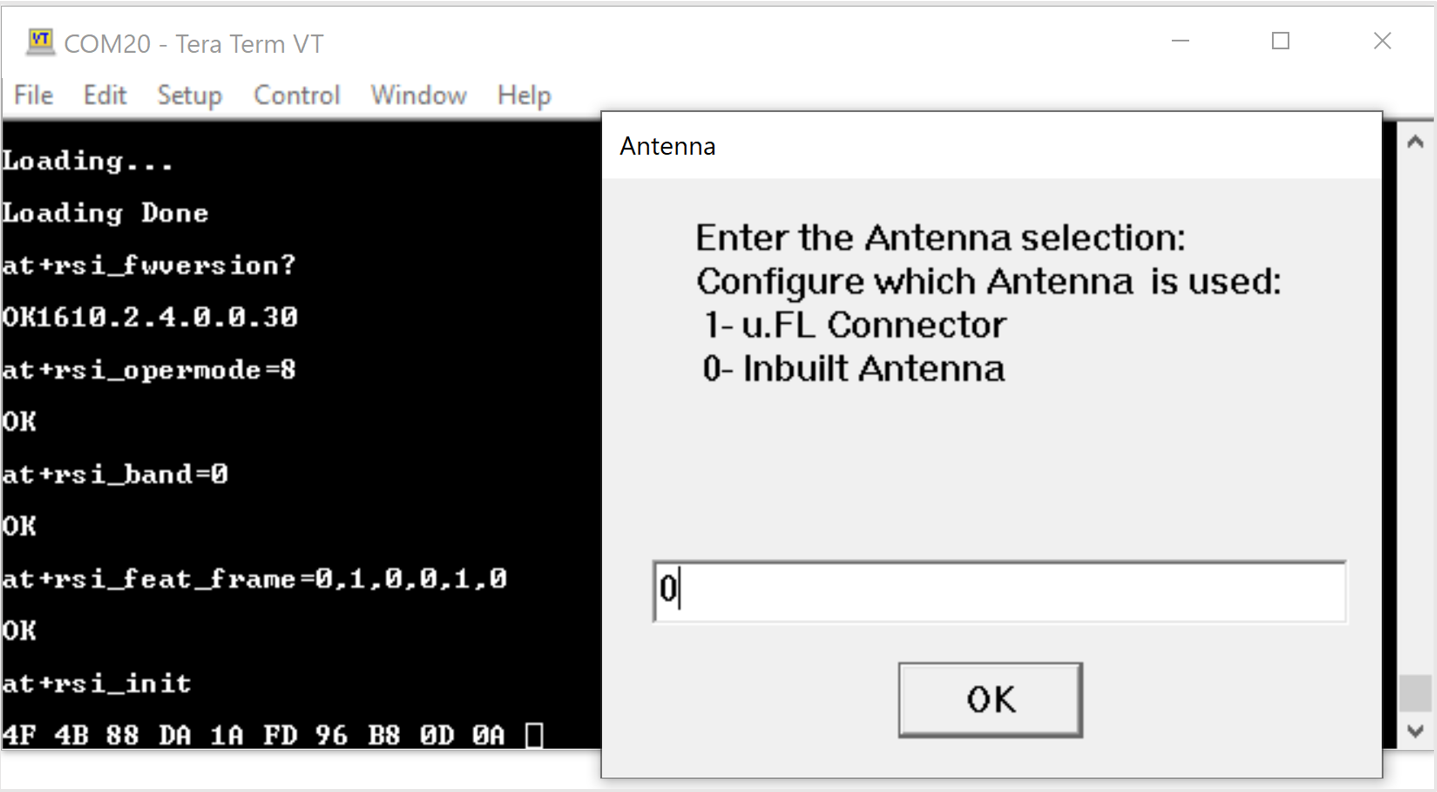 COM20 - Tera Term VT
File Edit Setup Control Window Help
Loading...
Loading Done
at+rsi_fwversion?
OK1610.2.4.0.0.30
at+rsi_opermode=8
OK
at+rsi_band=0
OK
at+rsi_feat_frame=0,1,0,0,1,0
OK
at+rsi_init
4F 4B 88 DA 1A FD 96 B8 0D 0A
Antenna
Enter the Antenna selection:
Configure which Antenna is used:
1- u.FL Connector
0- Inbuilt Antenna
0
OK